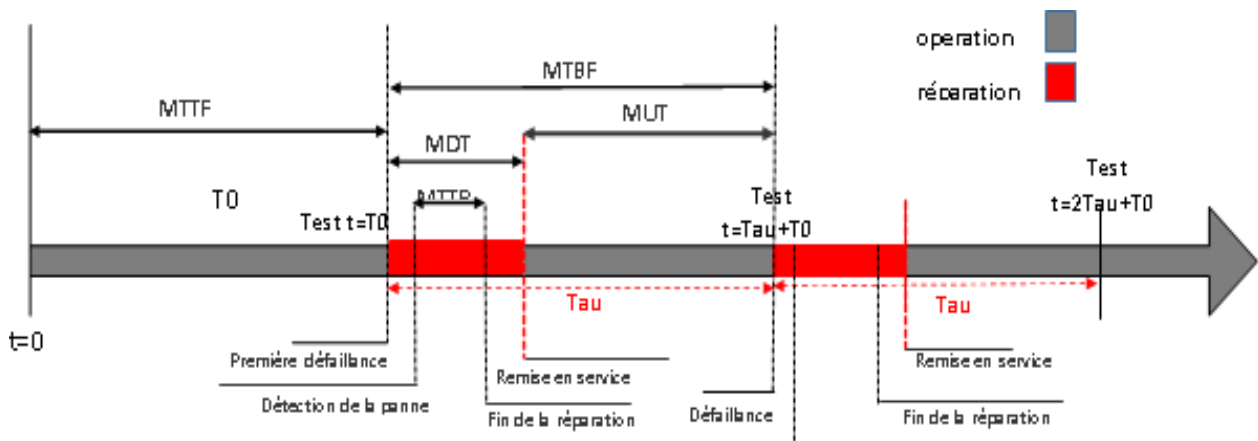 operation
réparation
MTBF
MTTF
MUT
MDT
T0
Test t=T0
Test
t=Tau+T0
Test
t=2Tau+T0
Tau
Tau
t=0
Première défaillance
Remise en service
Remise en service
Détection de la panne
Fin de la réparation
Défaillance
Fin de la réparation